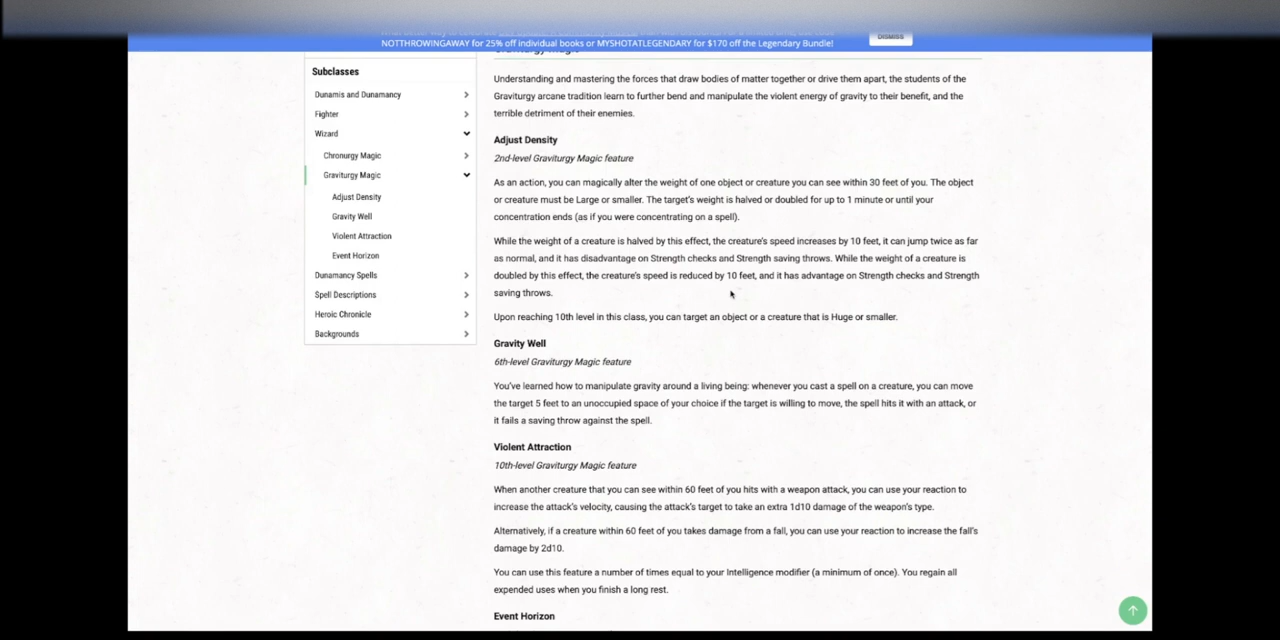 NOTTHROWINGAWAY for 25% off individual books or MYSHOTATLEGENDARY for $170 off the Legendary Bundle!
DISMISS
Subclasses
Dunamis and Dunamancy
Fighter
Wizard
Chronurgy Magic
Graviturgy Magic
Adjust Density
Gravity Well
Violent Attraction
Event Horizon
Dunamancy Spells
Spell Descriptions
Heroic Chronicle
Backgrounds
Understanding and mastering the forces that draw bodies of matter together or drive them apart, the students of the
Graviturgy arcane tradition learn to further bend and manipulate the violent energy of gravity to their benefit, and the
terrible detriment of their enemies.
Adjust Density
2nd-level Graviturgy Magic feature
As an action, you can magically alter the weight of one object or creature you can see within 30 feet of you. The object
or creature must be Large or smaller. The target's weight is halved or doubled for up to 1 minute or until your
concentration ends (as if you were concentrating on a spell).
While the weight of a creature is halved by this effect, the creature's speed increases by 10 feet, it can jump twice as far
as normal, and it has disadvantage on Strength checks and Strength saving throws. While the weight of a creature is
doubled by this effect, the creature's speed is reduced by 10 feet, and it has advantage on Strength checks and Strength
saving throws.
Upon reaching 10th level in this class, you can target an object or a creature that is Huge or smaller.
Gravity Well
6th-level Graviturgy Magic feature
You've learned how to manipulate gravity around a living being: whenever you cast a spell on a creature, you can move
the target 5 feet to an unoccupied space of your choice if the target is willing to move, the spell hits it with an attack, or
it fails a saving throw against the spell.
Violent Attraction
10th-level Graviturgy Magic feature
When another creature that you can see within 60 feet of you hits with a weapon attack, you can use your reaction to
increase the attack's velocity, causing the attack's target to take an extra 1d10 damage of the weapon's type.
Alternatively, if a creature within 60 feet of you takes damage from a fall, you can use your reaction to increase the fall's
damage by 2d10.
You can use this feature a number of times equal to your Intelligence modifier (a minimum of once). You regain all
expended uses when you finish a long rest.
Event Horizon